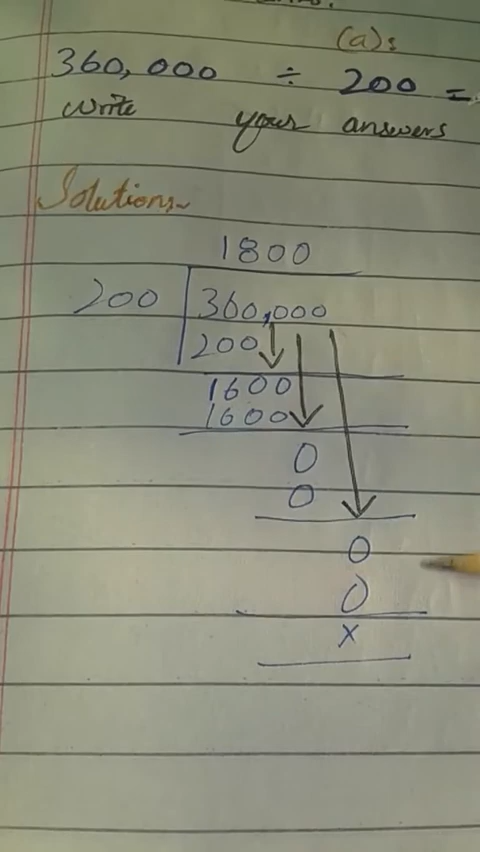 (a)s
360,000 ÷ 200 =
write your answers
Solutions~
1800
200 360,000
200
1600
1600
0
0
0
0
x